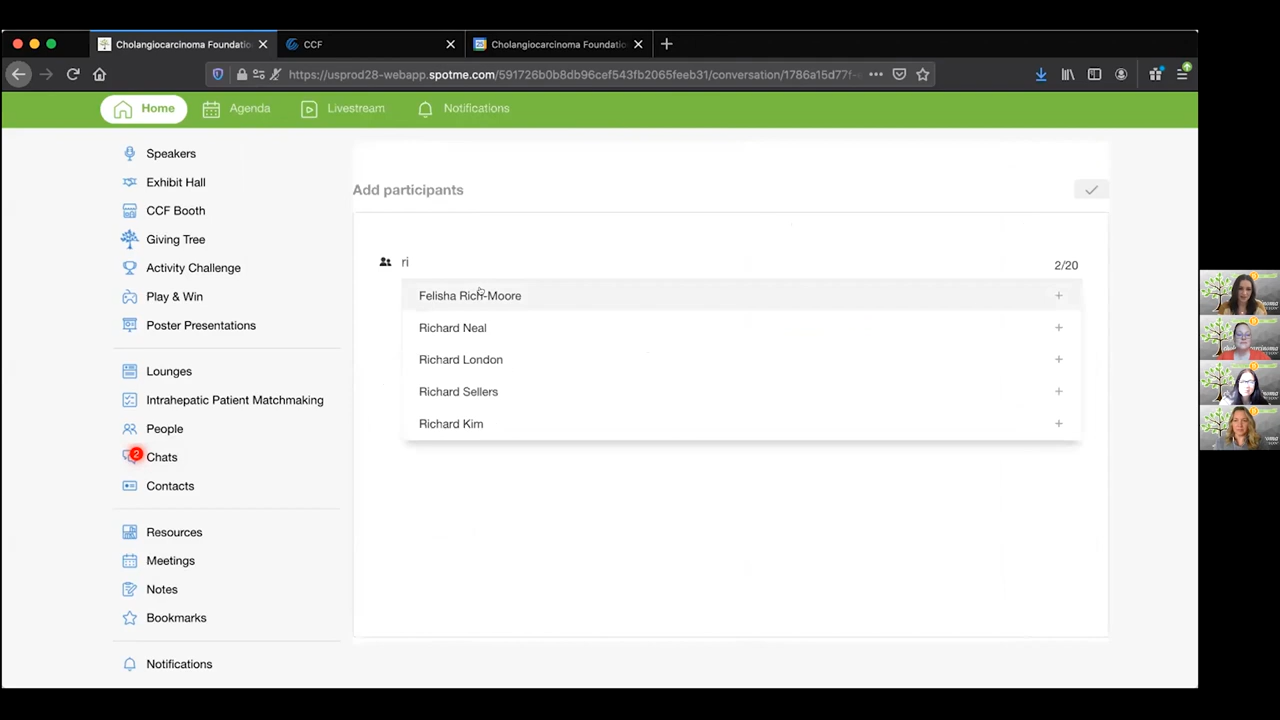 Cholangiocarcinoma Foundatio
CCF
Cholangiocarcinoma Foundatio
https://usprod28-webapp.spotme.com/591726b0b8db96cef543fb2065feeb31/conversation/1786a15d77f-
Home
Agenda
Livestream
Notifications
Speakers
Exhibit Hall
CCF Booth
Giving Tree
Activity Challenge
Play & Win
Poster Presentations
Lounges
Intrahepatic Patient Matchmaking
People
2
Chats
Contacts
Resources
Meetings
Notes
Bookmarks
Notifications
Add participants
ri
2/20
Felisha Rich-Moore
Richard Neal
Richard London
Richard Sellers
Richard Kim